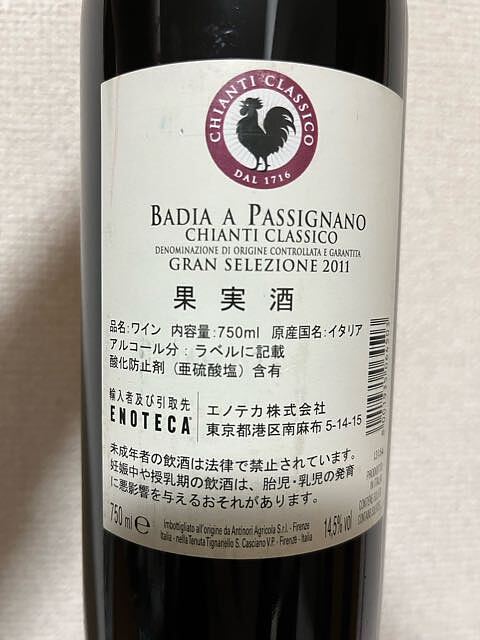 CHIANTI CLASSICO
DAL 1716
BADIA A PASSIGNANO
CHIANTI CLASSICO
DENOMINAZIONE DI ORIGINE CONTROLLATA E GARANTITA
GRAN SELEZIONE 2011
果実酒
品名:ワイン 内容量:750ml 原産国名:イタリア
アルコール分:ラベルに記載
酸化防止剤(亜硫酸塩)含有
輸入者及び引取先
ENOTECA
エノテカ株式会社
東京都港区南麻布 5-14-15
未成年者の飲酒は法律で禁止されています。
妊娠中や授乳期の飲酒は、胎児・乳児の発育
に悪影響を与えるおそれがあります。
750 ml e
Imbottigliato all'origine da Antinori Agricola S.r.l. - Firenze
Italia - nella Tenuta Tignanello S. Casciano V.P. - Firenze - Italia
14,5% vol